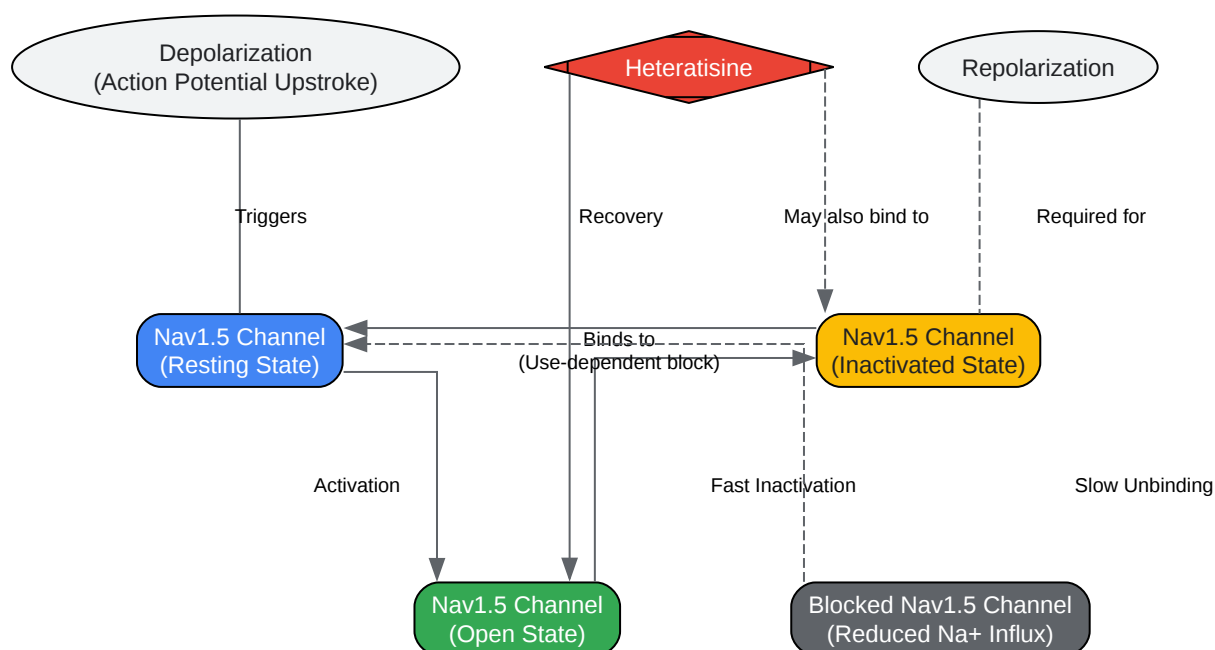 Depolarization
(Action Potential Upstroke)
Heteratisine
Repolarization
Triggers
Recovery
May also bind to
Required for
Nav1.5 Channel
(Resting State)
Binds to
(Use-dependent block)
Nav1.5 Channel
(Inactivated State)
Activation
Fast Inactivation
Slow Unbinding
Nav1.5 Channel
(Open State)
Blocked Nav1.5 Channel
(Reduced Na+ Influx)